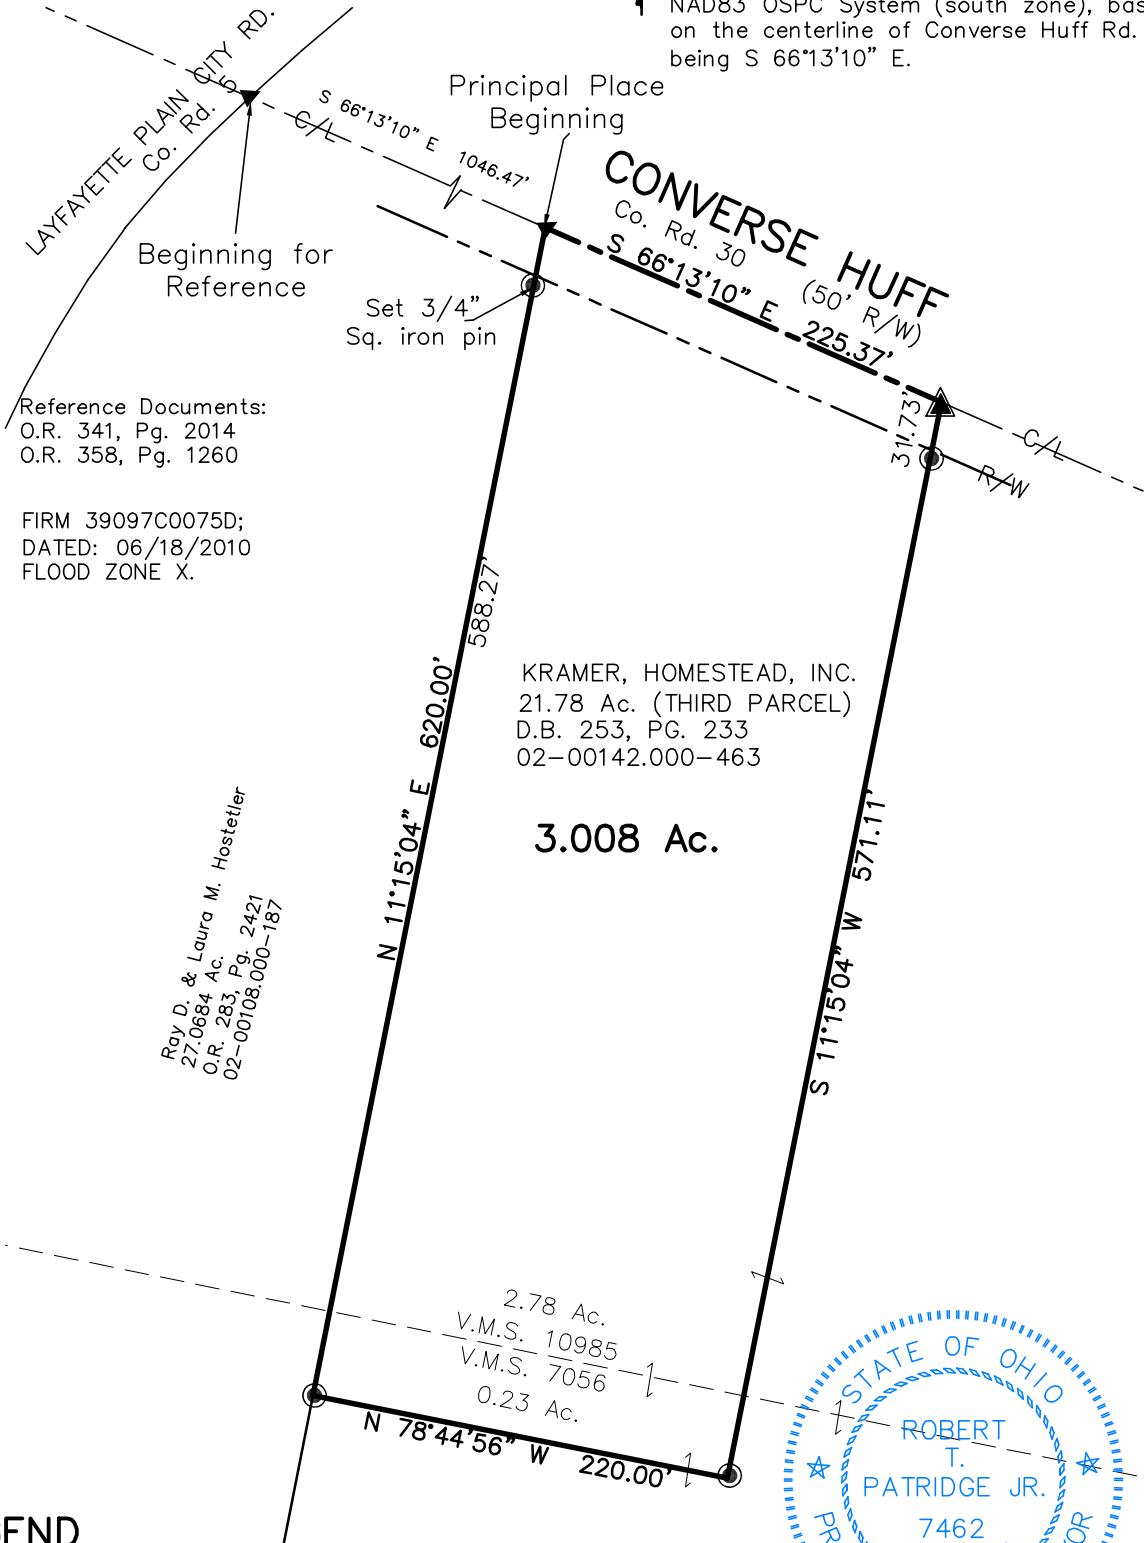 NAD83 OSPC System (south zone),
on the centerline of Converse Huff Rd.
being S 66°13'10" E.
LAYFAYETTE PLAIN CITY RD.
Co. Rd. 5
C/L
S 66°13'10" E 1046.47'
Principal Place
Beginning
Beginning for
Reference
CONVERSE HUFF
Co. Rd. 30 (50' R/W)
S 66°13'10" E 225.37'
Set 3/4"
Sq. iron pin
31.73'
C/L
R/W
Reference Documents:
O.R. 341, Pg. 2014
O.R. 358, Pg. 1260
FIRM 39097C0075D;
DATED: 06/18/2010
FLOOD ZONE X.
588.27'
N 11°15'04" E 620.00'
KRAMER, HOMESTEAD, INC.
21.78 Ac. (THIRD PARCEL)
D.B. 253, PG. 233
02-00142.000-463
3.008 Ac.
S 11°15'04" W 571.11'
Ray D. & Laura M. Hostetler
27.0684 Ac.
O.R. 283, Pg. 2421
02-00108.000-187
2.78 Ac.
V.M.S. 10985
V.M.S. 7056
0.23 Ac.
N 78°44'56" W 220.00'
STATE OF OHIO
ROBERT
T.
PATRIDGE JR.
7462